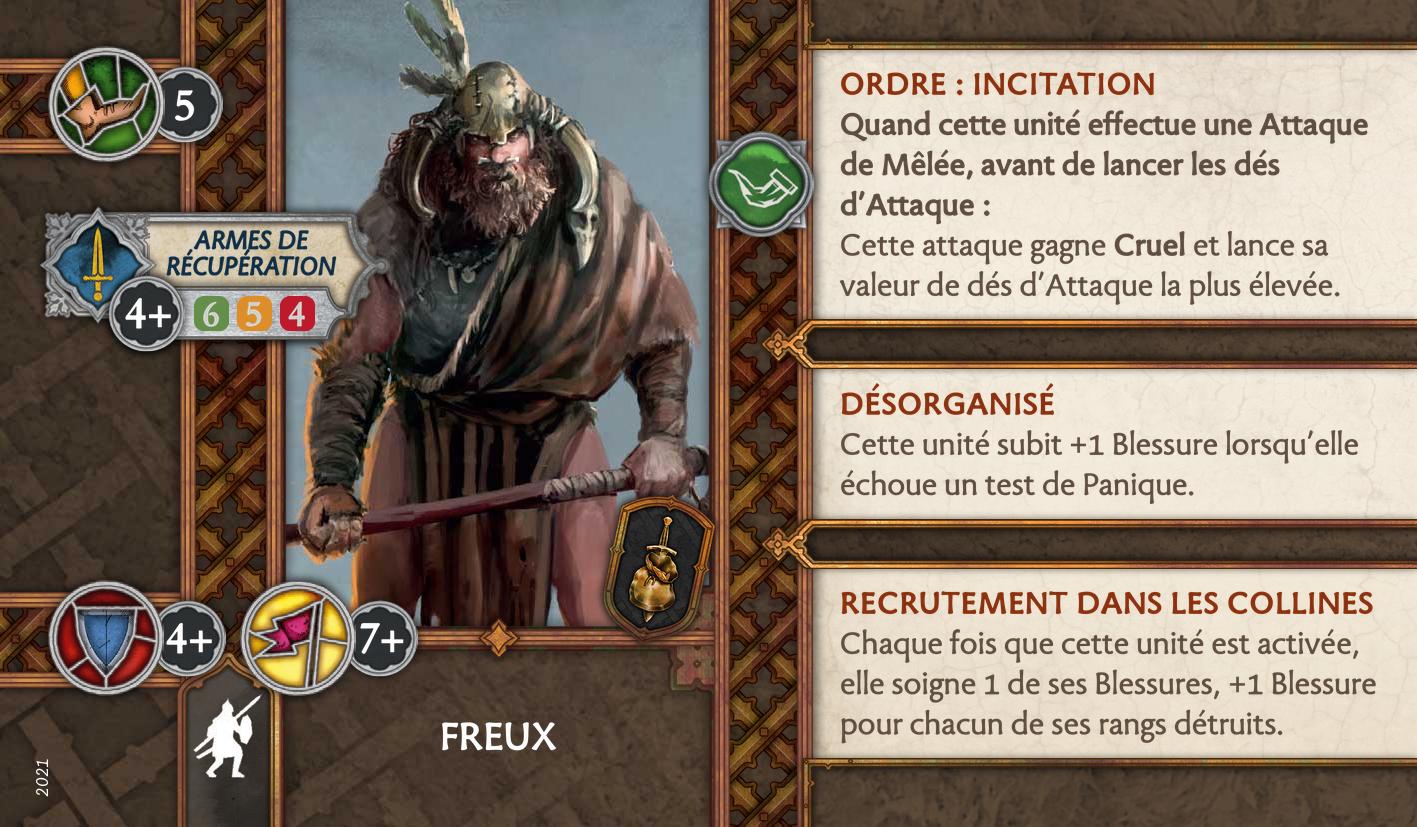 5
ARMES DE
RÉCUPÉRATION
4+ 6 5 4
4+ 7+
FREUX
2021
ORDRE : INCITATION
Quand cette unité effectue une Attaque
de Mêlée, avant de lancer les dés
d'Attaque :
Cette attaque gagne Cruel et lance sa
valeur de dés d'Attaque la plus élevée.
DÉSORGANISÉ
Cette unité subit +1 Blessure lorsqu'elle
échoue un test de Panique.
RECRUTEMENT DANS LES COLLINES
Chaque fois que cette unité est activée,
elle soigne 1 de ses Blessures, +1 Blessure
pour chacun de ses rangs détruits.